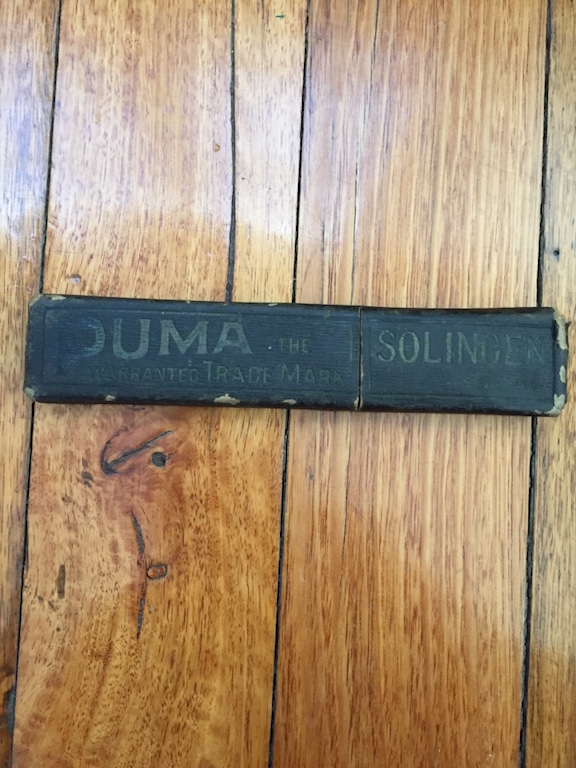 DUMA THE
WARRANTED TRADE MARK
SOLINGEN